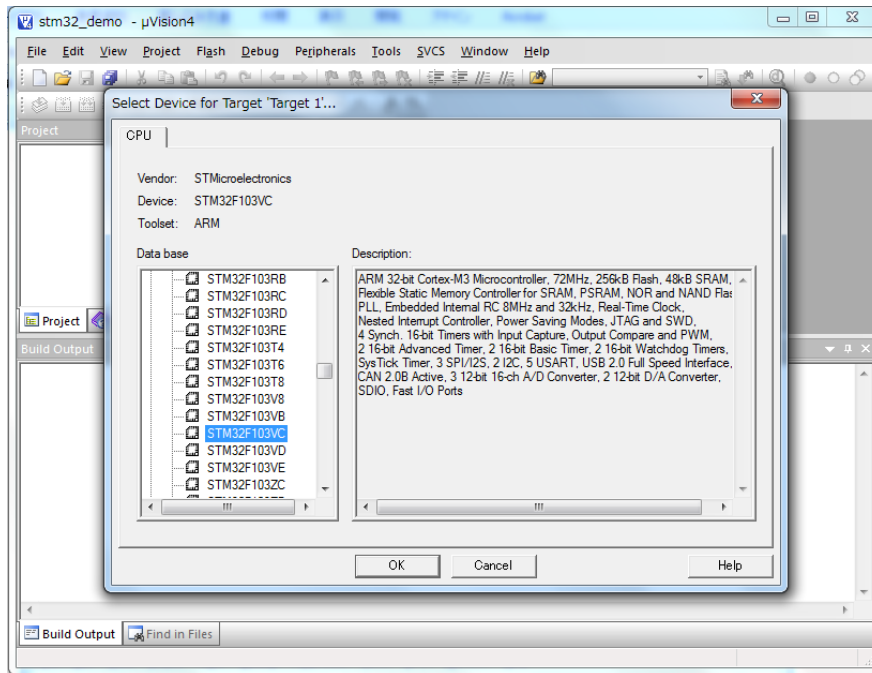 stm32_demo - µVision4
File Edit View Project Flash Debug Peripherals Tools SVCS Window Help
Select Device for Target 'Target 1'...
Project
CPU
Vendor: STMicroelectronics
Device: STM32F103VC
Toolset: ARM
Data base
Description:
STM32F103RB
STM32F103RC
STM32F103RD
STM32F103RE
STM32F103T4
STM32F103T6
STM32F103T8
STM32F103V8
STM32F103VB
STM32F103VC
STM32F103VD
STM32F103VE
STM32F103ZC
ARM 32-bit Cortex-M3 Microcontroller, 72MHz, 256kB Flash, 48kB SRAM,
Flexible Static Memory Controller for SRAM, PSRAM, NOR and NAND Flas
PLL, Embedded Internal RC 8MHz and 32kHz, Real-Time Clock,
Nested Interrupt Controller, Power Saving Modes, JTAG and SWD,
4 Synch. 16-bit Timers with Input Capture, Output Compare and PWM,
2 16-bit Advanced Timer, 2 16-bit Basic Timer, 2 16-bit Watchdog Timers,
SysTick Timer, 3 SPI/I2S, 2 I2C, 5 USART, USB 2.0 Full Speed Interface,
CAN 2.0B Active, 3 12-bit 16-ch A/D Converter, 2 12-bit D/A Converter,
SDIO, Fast I/O Ports
Project
Build Output
OK Cancel Help
Build Output Find in Files